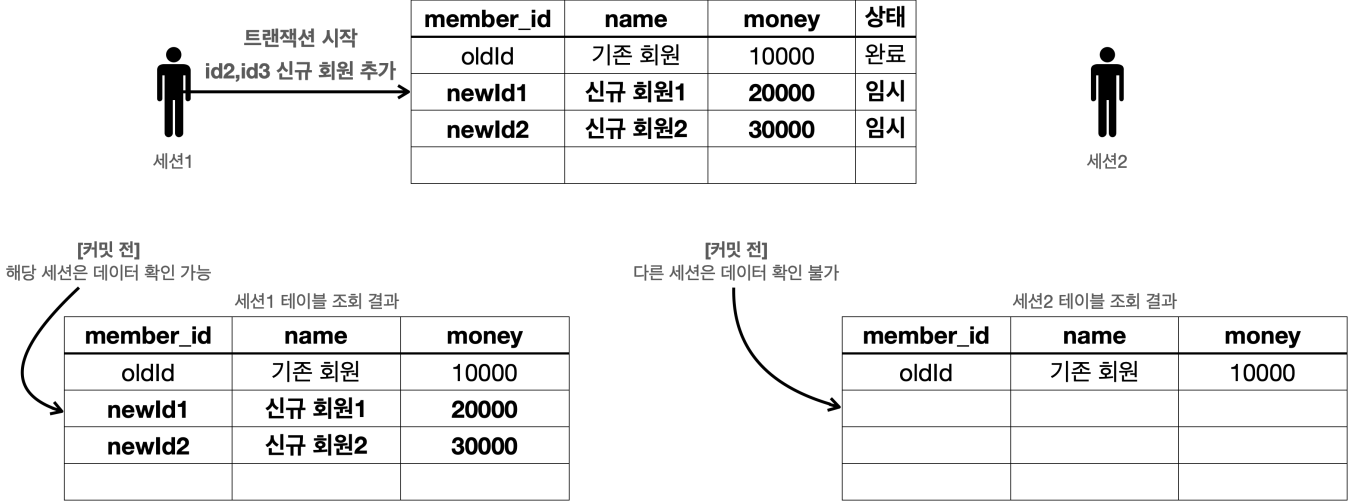 member_id name money 상태
oldId 기존 회원 10000 완료
newId1 신규 회원1 20000 임시
newId2 신규 회원2 30000 임시
트랜잭션 시작
id2,id3 신규 회원 추가
세션1
세션2
[커밋 전]
해당 세션은 데이터 확인 가능
세션1 테이블 조회 결과
member_id name money
oldId 기존 회원 10000
newId1 신규 회원1 20000
newId2 신규 회원2 30000
[커밋 전]
다른 세션은 데이터 확인 불가
세션2 테이블 조회 결과
member_id name money
oldId 기존 회원 10000